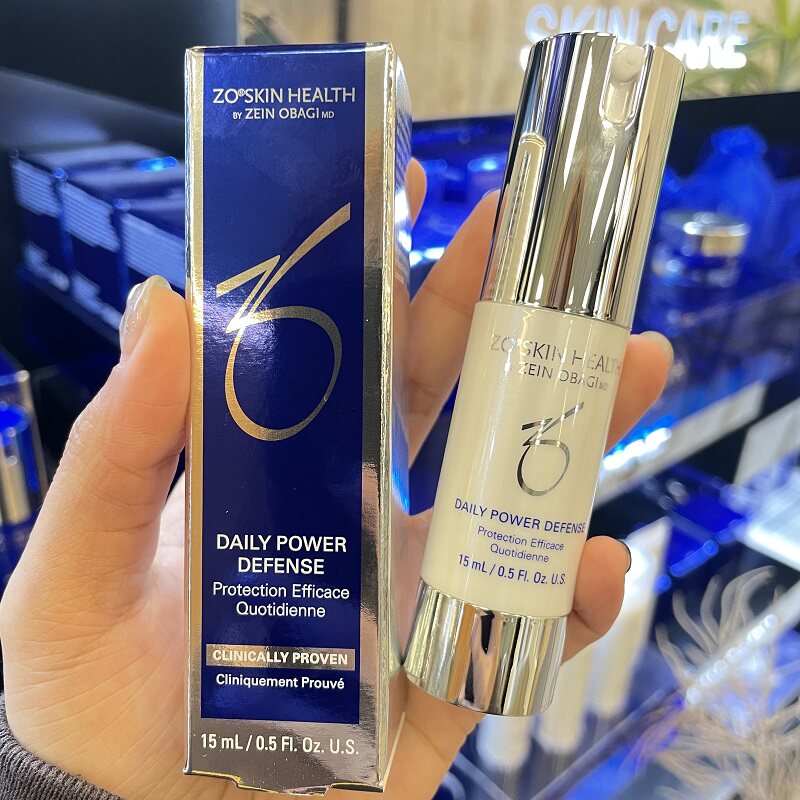 SKIN CARE
ZO®SKIN HEALTH
BY ZEIN OBAGI MD
DAILY POWER
DEFENSE
Protection Efficace
Quotidienne
CLINICALLY PROVEN
Cliniquement Prouvé
15 mL / 0.5 Fl. Oz. U.S.
ZO®SKIN HEALTH
BY ZEIN OBAGI MD
DAILY POWER DEFENSE
Protection Efficace
Quotidienne
15 mL / 0.5 Fl. Oz. U.S.